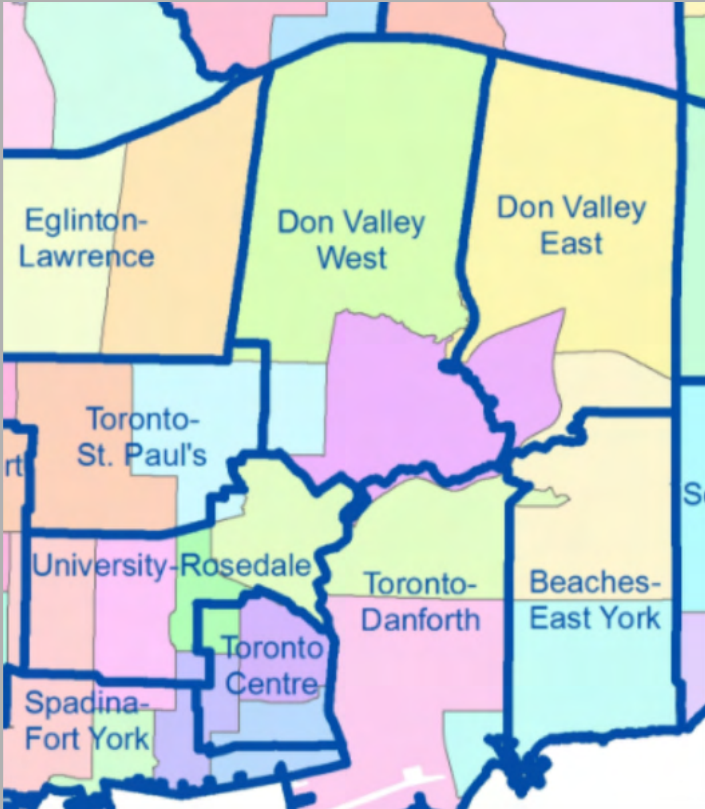 Eglinton-
Lawrence
Don Valley
West
Don Valley
East
Toronto-
St. Paul's
rt
University-Rosedale
Toronto-
Danforth
Beaches-
East York
Toronto
Centre
Spadina-
Fort York